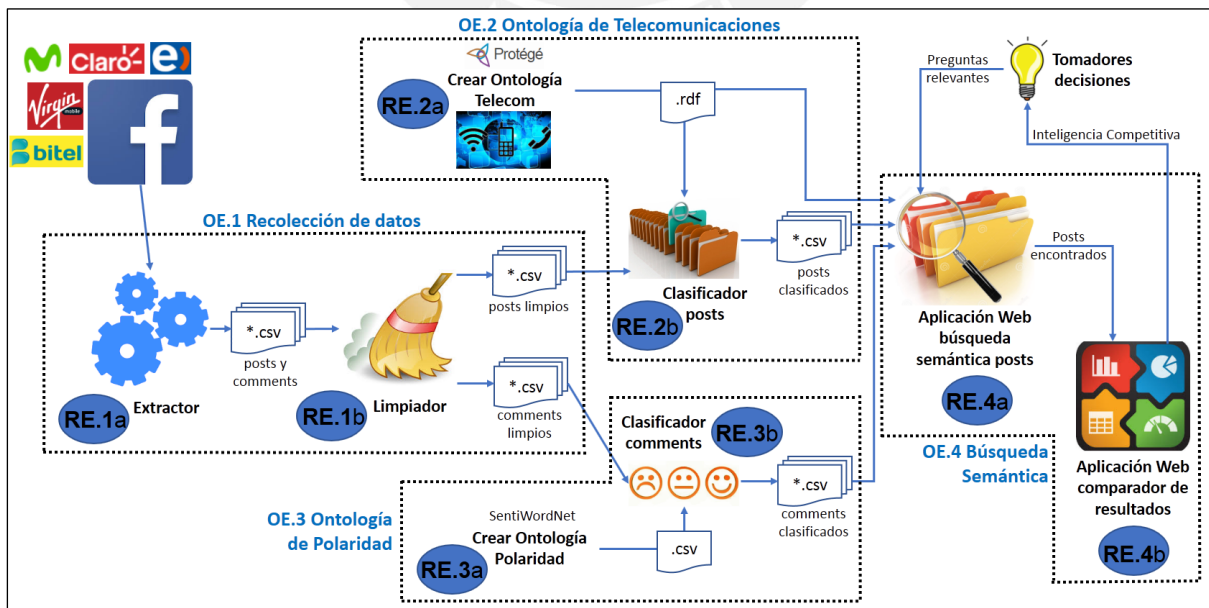 OE.2 Ontología de Telecomunicaciones
Claro
e
Virgin
mobile
bitel
f
Protégé
Crear Ontología
Telecom
RE.2a
.rdf
Preguntas
relevantes
Tomadores
decisiones
Inteligencia Competitiva
OE.1 Recolección de datos
*.csv
posts limpios
Clasificador
posts
RE.2b
*.csv
posts
clasificados
Posts
encontrados
Aplicación Web
búsqueda
semántica posts
RE.4a
*.csv
posts y
comments
Extractor
RE.1a
Limpiador
RE.1b
*.csv
comments
limpios
Clasificador
comments
RE.3b
*.csv
comments
clasificados
OE.4 Búsqueda
Semántica
Aplicación Web
comparador de
resultados
RE.4b
OE.3 Ontología
de Polaridad
SentiWordNet
Crear Ontología
Polaridad
RE.3a
.csv